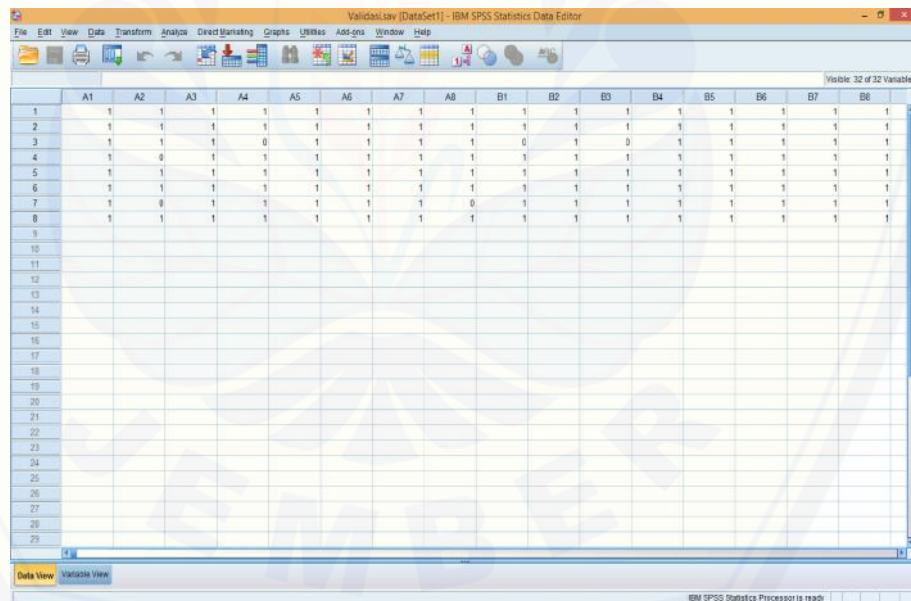 Validasi.sav [DataSet1] - IBM SPSS Statistics Data Editor
File Edit View Data Transform Analyze Direct Marketing Graphs Utilities Add-ons Window Help
Visible: 32 of 32 Variable
A1 A2 A3 A4 A5 A6 A7 A8 B1 B2 B3 B4 B5 B6 B7 B8
1 1 1 1 1 1 1 1 1 1 1 1 1 1 1 1 1
2 1 1 1 1 1 1 1 1 1 1 1 1 1 1 1 1
3 1 1 1 0 1 1 1 1 0 1 0 1 1 1 1 1
4 1 0 1 1 1 1 1 1 1 1 1 1 1 1 1 1
5 1 1 1 1 1 1 1 1 1 1 1 1 1 1 1 1
6 1 1 1 1 1 1 1 1 1 1 1 1 1 1 1 1
7 1 0 1 1 1 1 1 0 1 1 1 1 1 1 1 1
8 1 1 1 1 1 1 1 1 1 1 1 1 1 1 1 1
9
10
11
12
13
14
15
16
17
18
19
20
21
22
23
24
25
26
27
28
29
JEMBER
Data View Variable View
IBM SPSS Statistics Processor is ready